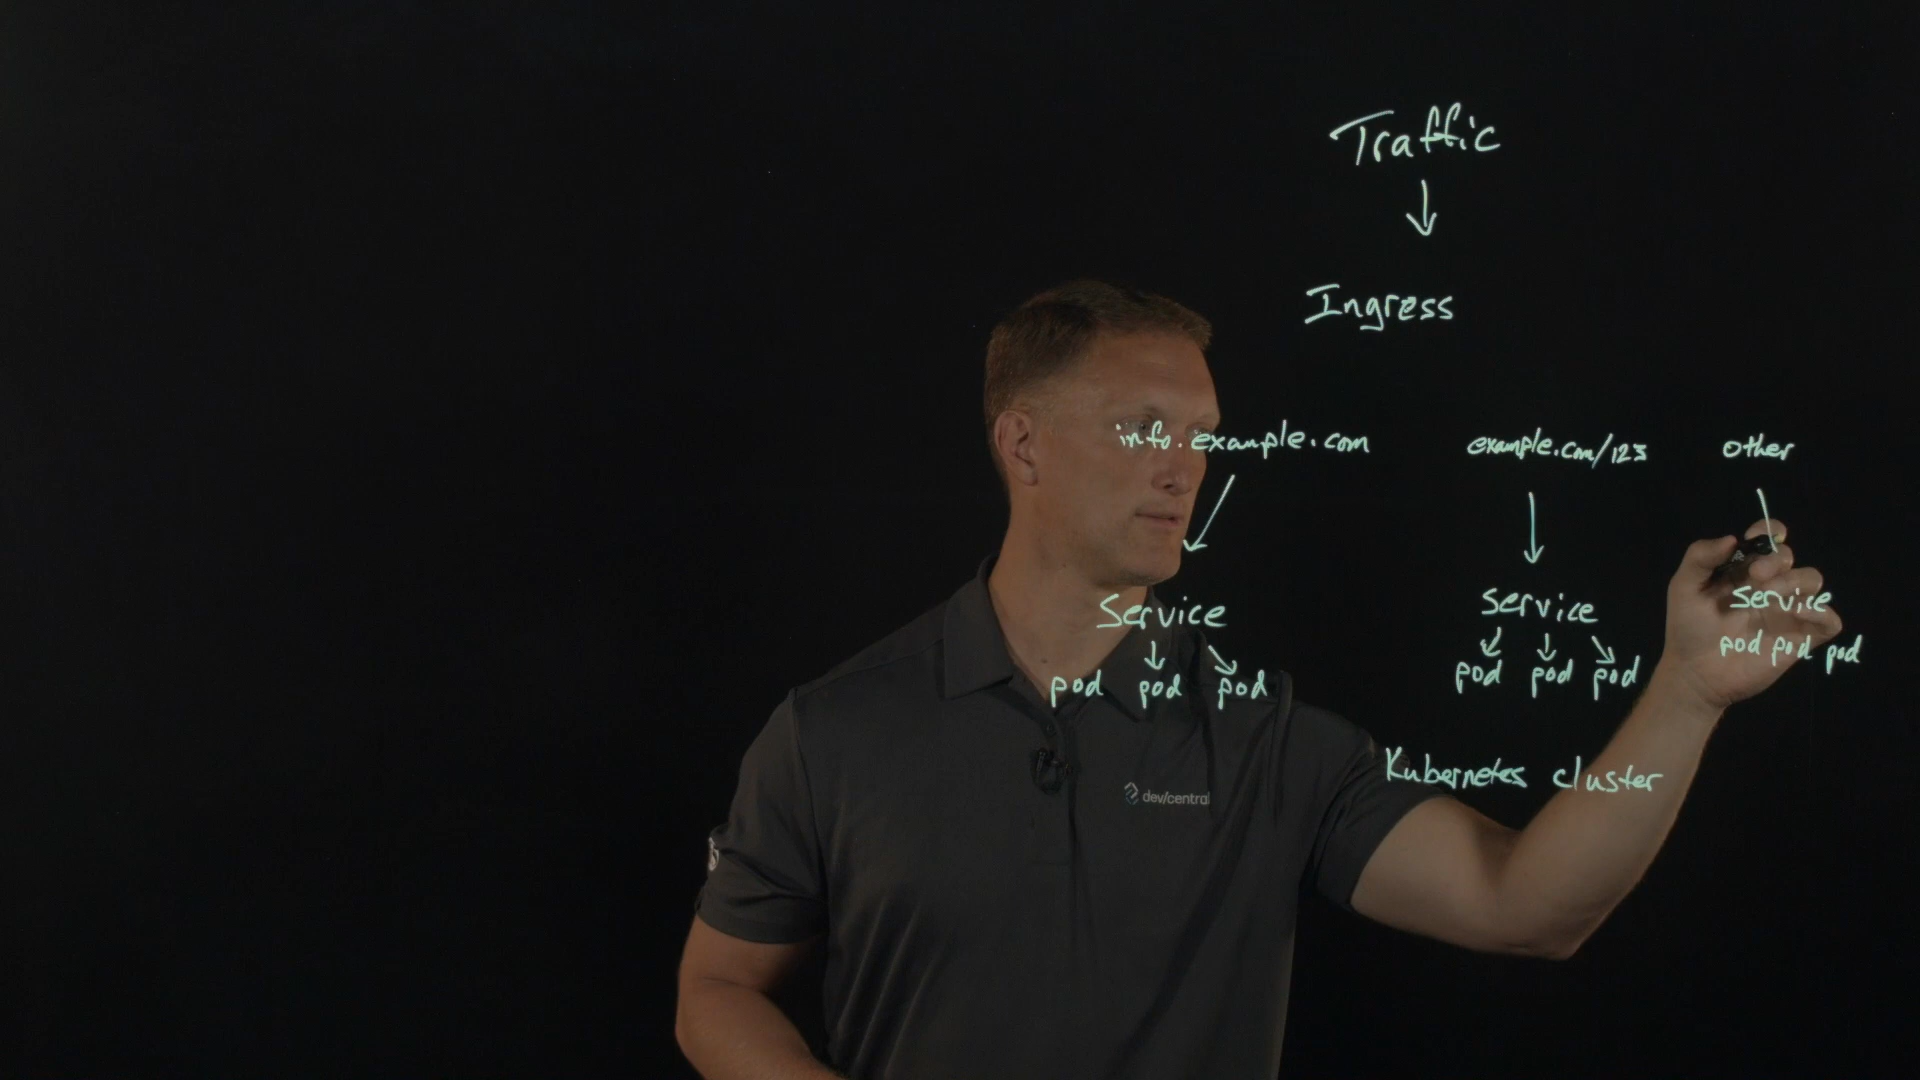 Traffic
Ingress
info.example.com
example.com/123
other
Service
Service
Service
pod pod pod
pod pod pod
pod pod pod
Kubernetes cluster
dev/central